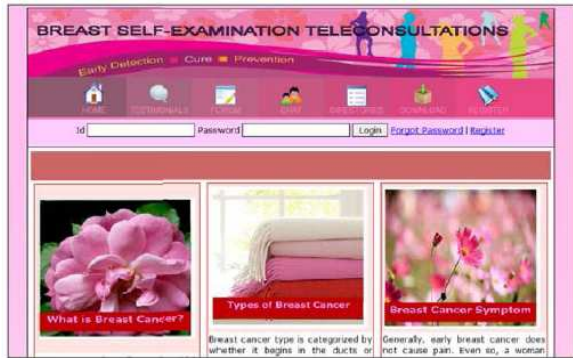 BREAST SELF-EXAMINATION TELECONSULTATIONS
Early Detection Cure Prevention
HOME TESTIMONIALS FORUM CHAT DIRECTORIES DOWNLOAD REGISTER
Id Password Login Forgot Password | Register
What is Breast Cancer?
Types of Breast Cancer
Breast Cancer Symptom
Breast cancer type is categorized by
whether it begins in the ducts or
Generally, early breast cancer does
not cause pain. Even so, a woman